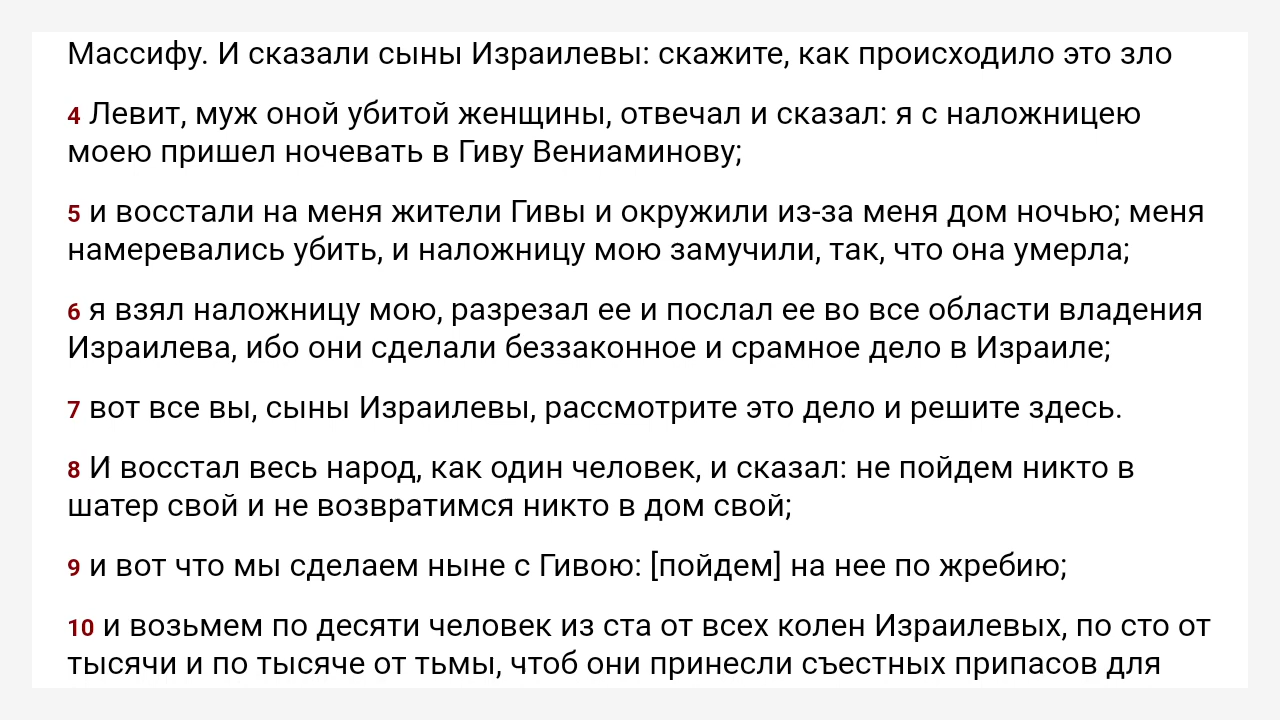 Массифу. И сказали сыны Израилевы: скажите, как происходило это зло
4 Левит, муж оной убитой женщины, отвечал и сказал: я с наложницею
моею пришел ночевать в Гиву Вениаминову;
5 и восстали на меня жители Гивы и окружили из-за меня дом ночью; меня
намеревались убить, и наложницу мою замучили, так, что она умерла;
6 я взял наложницу мою, разрезал ее и послал ее во все области владения
Израилева, ибо они сделали беззаконное и срамное дело в Израиле;
7 вот все вы, сыны Израилевы, рассмотрите это дело и решите здесь.
8 И восстал весь народ, как один человек, и сказал: не пойдем никто в
шатер свой и не возвратимся никто в дом свой;
9 и вот что мы сделаем ныне с Гивою: [пойдем] на нее по жребию;
10 и возьмем по десяти человек из ста от всех колен Израилевых, по сто от
тысячи и по тысяче от тьмы, чтоб они принесли съестных припасов для